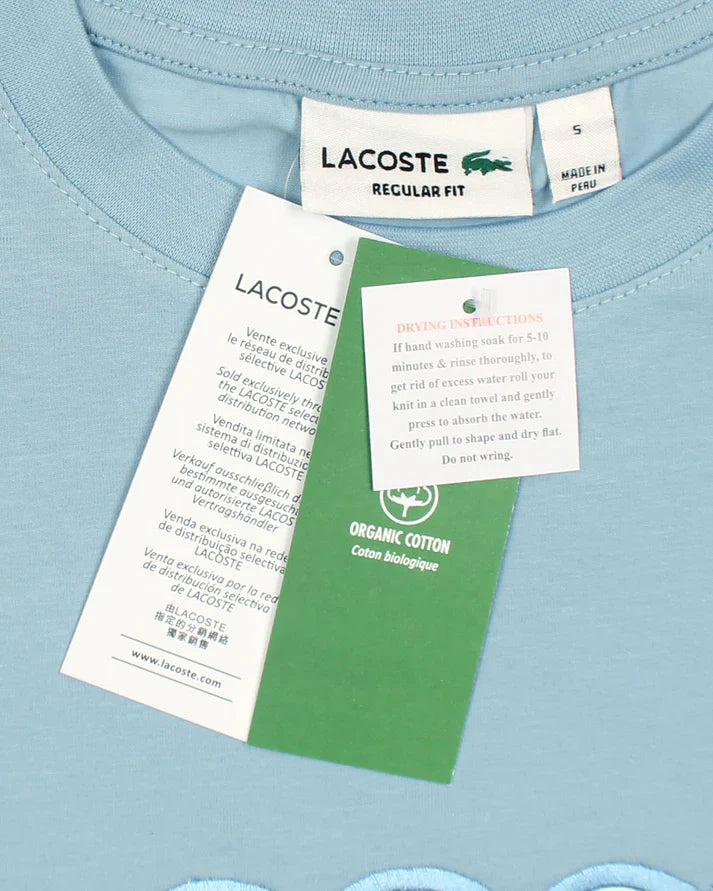 LACOSTE
REGULAR FIT
S
MADE IN
PERU
LACOSTE
Vente exclusive
le réseau de distrib
sélective LACOS
Sold exclusively thro
the LACOSTE select
distribution netwo
Vendita limitata ne
sistema di distribuzio
selettiva LACOSTE
Verkauf ausschließlich d
bestimmte ausgesuch
und autorisierte LACOS
Vertragshändler
Venda exclusiva na rede
de distribuição selectiva
LACOSTE
Venta exclusiva por la red
de distribución selectiva
de LACOSTE
由LACOSTE
指定的分銷網絡
獨家銷售
www.lacoste.com
DRYING INSTRUCTIONS
If hand washing soak for 5-10
minutes & rinse thoroughly, to
get rid of excess water roll your
knit in a clean towel and gently
press to absorb the water.
Gently pull to shape and dry flat.
Do not wring.
ORGANIC COTTON
Coton biologique